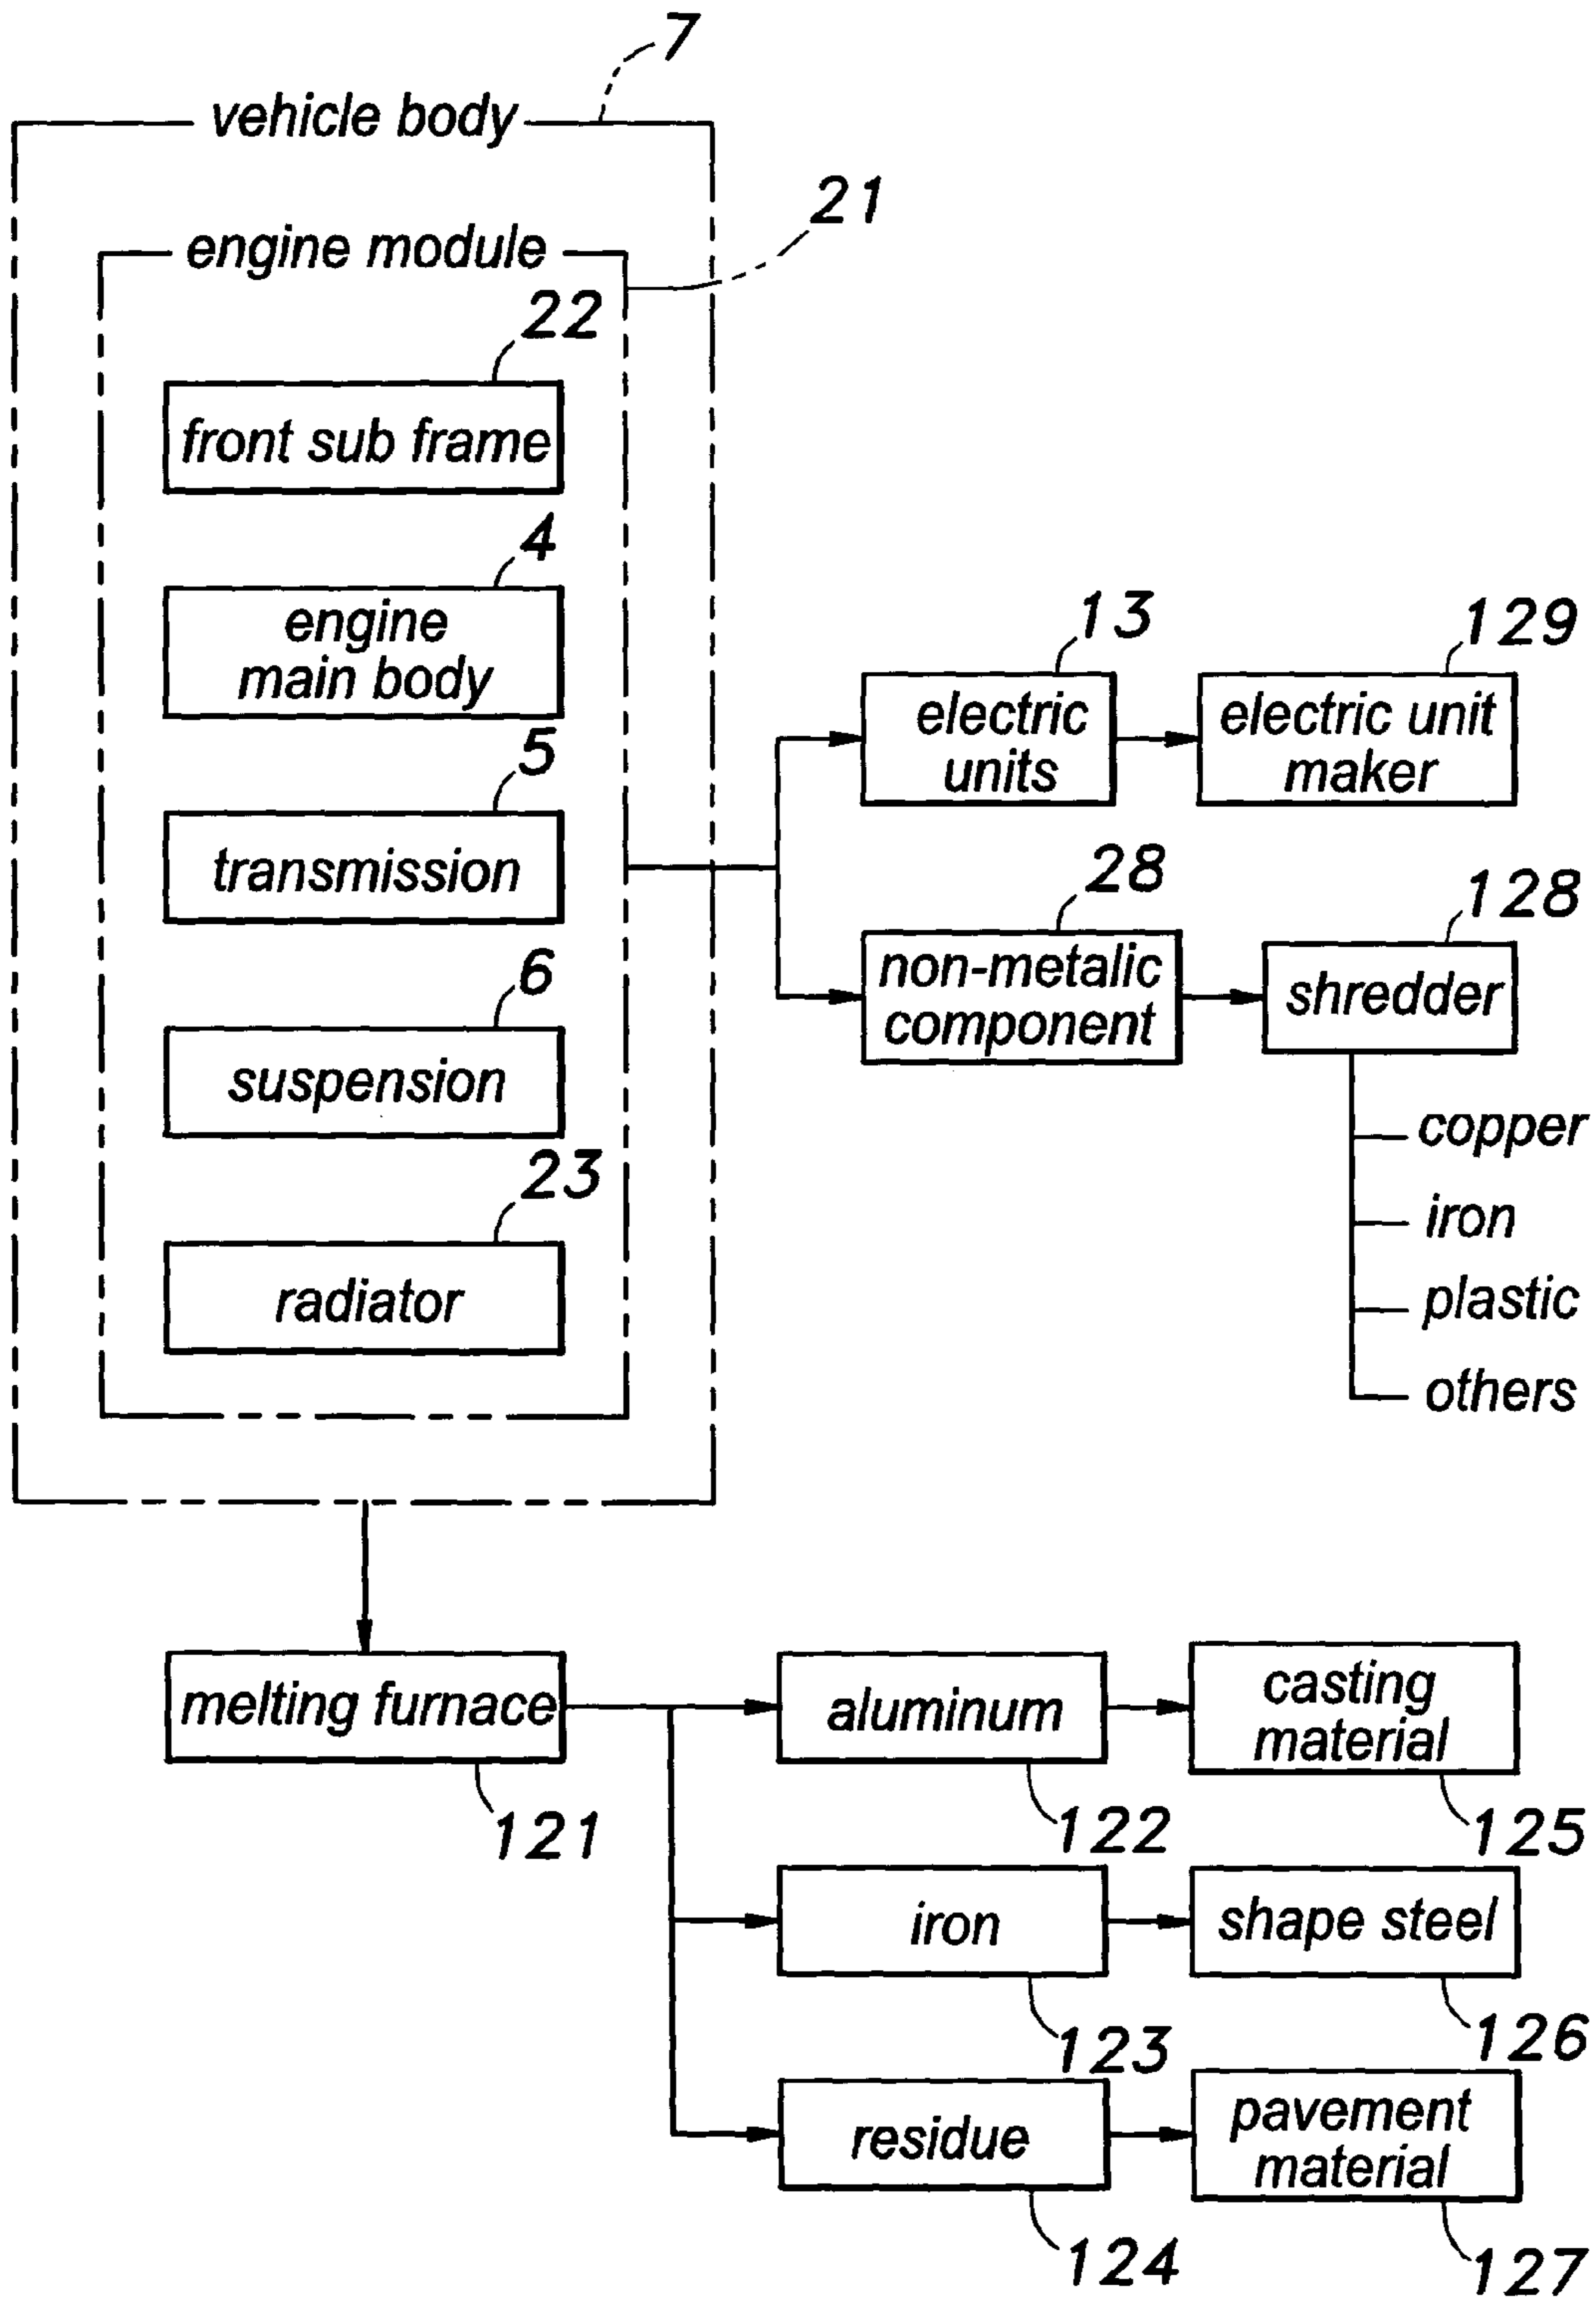 7
vehicle body
21
engine module
22
front sub frame
4
engine
main body
5
transmission
6
suspension
23
radiator
13
electric
units
129
electric unit
maker
28
non-metalic
component
128
shredder
copper
iron
plastic
others
melting furnace
121
aluminum
122
casting
material
125
iron
123
shape steel
126
residue
124
pavement
material
127